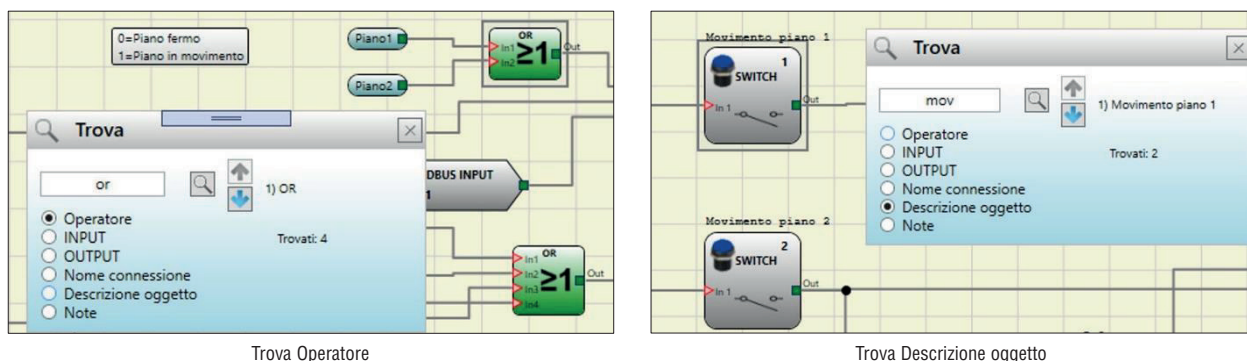 0=Piano fermo
1=Piano in movimento
Piano1
Piano2
OR
In1
In2
≥1
Out
Trova
or
1) OR
Operatore
INPUT
OUTPUT
Nome connessione
Descrizione oggetto
Note
Trovati: 4
DBUS INPUT
1
OR
In1
In2
In3
In4
≥1
Out
Trova Operatore
Movimento piano 1
1
SWITCH
In 1
Out
Trova
mov
1) Movimento piano 1
Operatore
INPUT
OUTPUT
Nome connessione
Descrizione oggetto
Note
Trovati: 2
Movimento piano 2
2
SWITCH
In 1
Out
Trova Descrizione oggetto